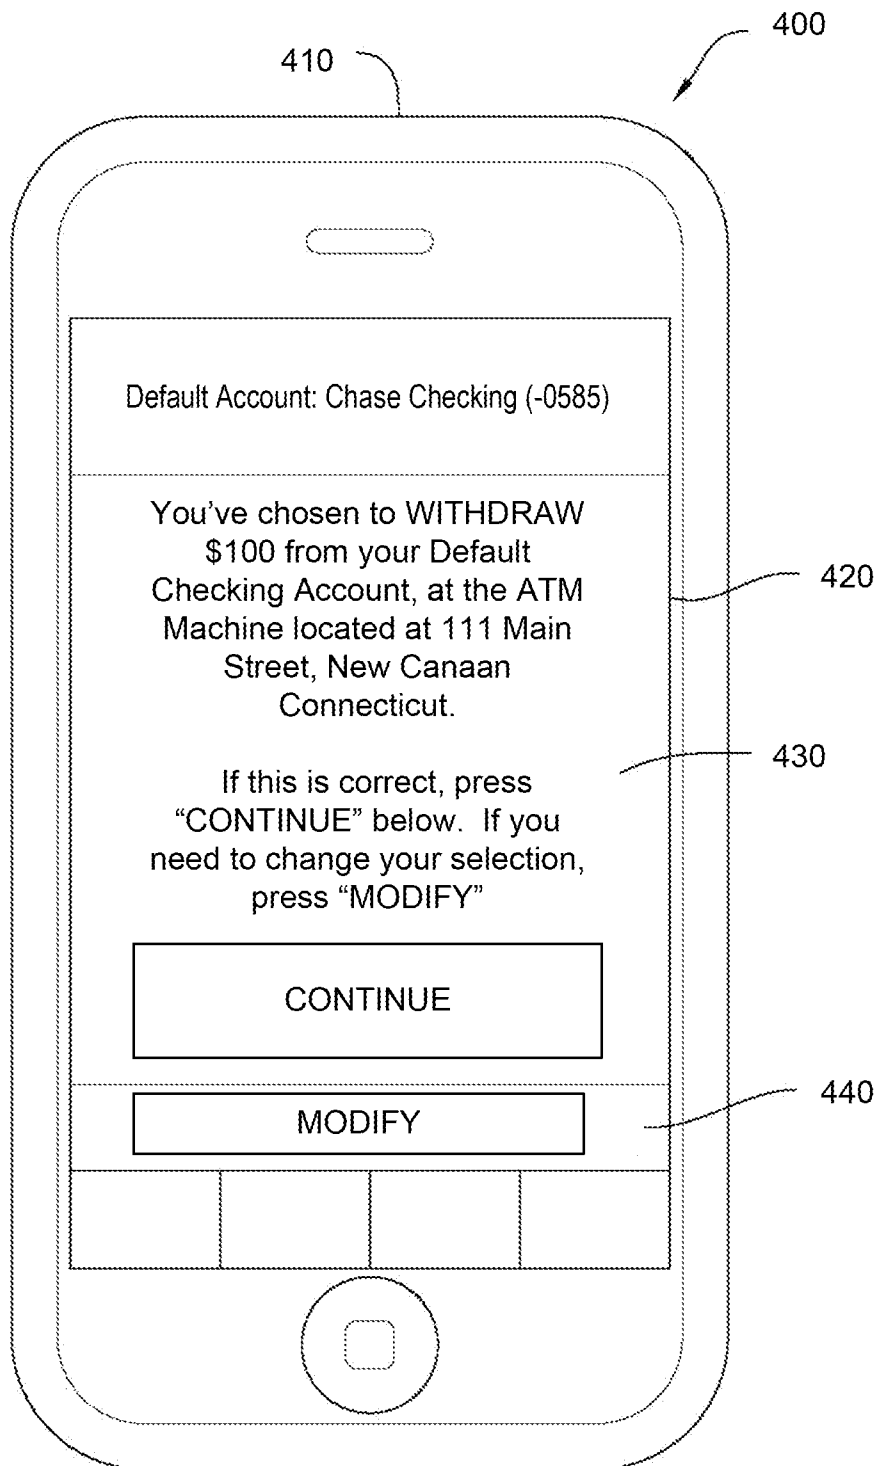 400
410
Default Account: Chase Checking (-0585)
You’ve chosen to WITHDRAW
$100 from your Default
Checking Account, at the ATM
Machine located at 111 Main
Street, New Canaan
Connecticut.
420
430
If this is correct, press
“CONTINUE” below.  If you
need to change your selection,
press “MODIFY”
CONTINUE
440
MODIFY